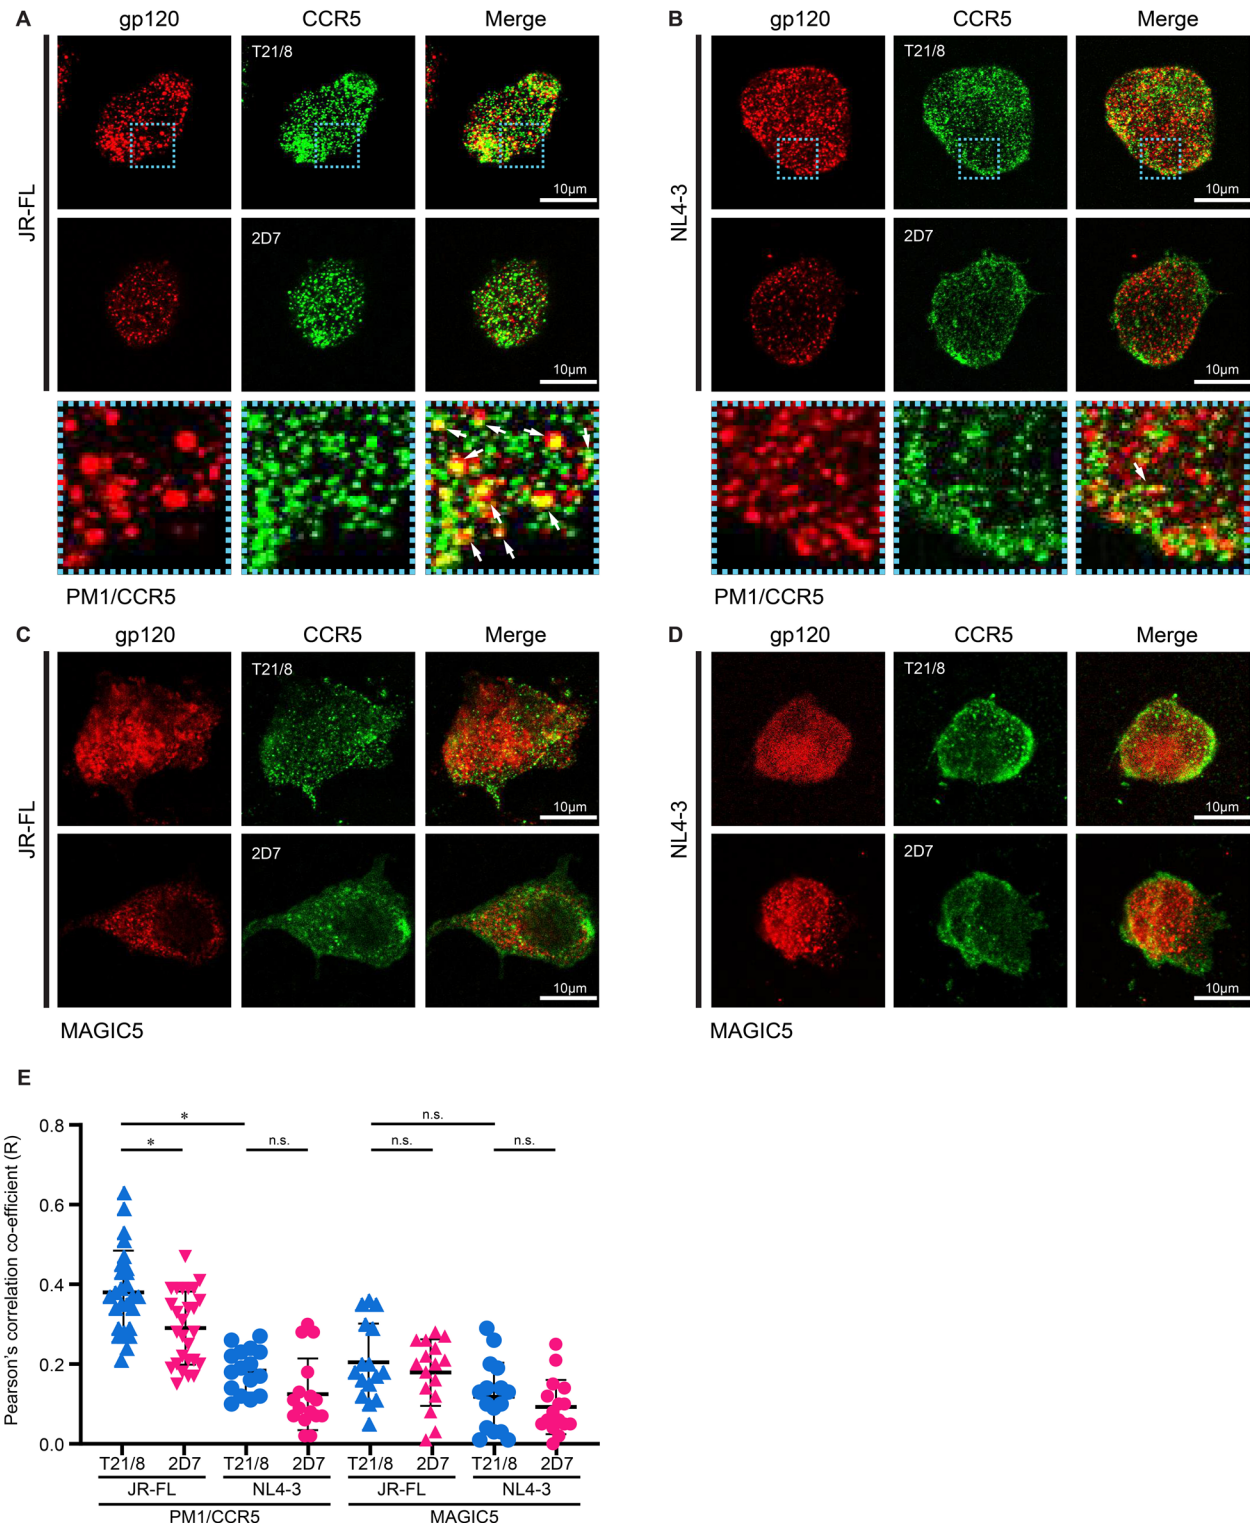 A gp120 CCR5 Merge
T21/8
10μm
JR-FL
2D7
10μm
PM1/CCR5
B gp120 CCR5 Merge
T21/8
10μm
NL4-3
2D7
10μm
PM1/CCR5
C gp120 CCR5 Merge
T21/8
10μm
JR-FL
2D7
10μm
MAGIC5
D gp120 CCR5 Merge
T21/8
10μm
NL4-3
2D7
10μm
MAGIC5
E
Pearson's correlation co-efficient (R)
0.8
0.6
0.4
0.2
0.0
* n.s.
* n.s. n.s. n.s.
T21/8 2D7 T21/8 2D7 T21/8 2D7 T21/8 2D7
JR-FL NL4-3 JR-FL NL4-3
PM1/CCR5 MAGIC5